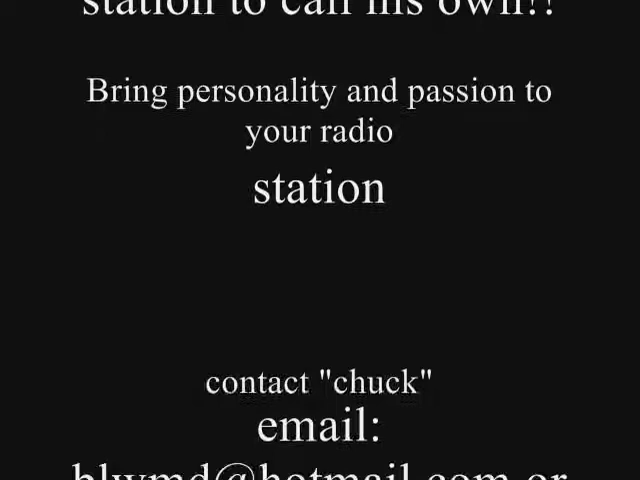 station to call his own!!
Bring personality and passion to
your radio
station
contact "chuck"
email: